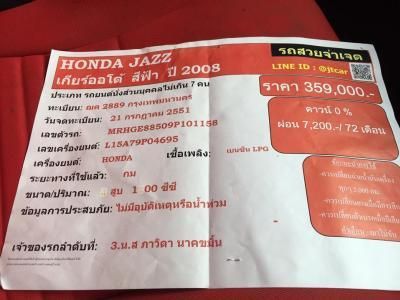 HONDA JAZZ
เกียร์ออโต้ สีฟ้า ปี 2008
รถสวยจ่าเจต
LINE ID : @jtcar
ประเภท รถยนต์นั่งส่วนบุคคลไม่เกิน 7 คน
ทะเบียน: ฌค 2889 กรุงเทพมหานคร
ราคา 359,000.-
วันจดทะเบียน: 21 กรกฎาคม 2551
ดาวน์ 0 %
เลขตัวรถ: MRHGE88509P101158
ผ่อน 7,200.-/ 72 เดือน
เลขเครื่องยนต์: L15A79P04695
เครื่องยนต์: HONDA เชื้อเพลิง: เบนซิน LPG
ระยะทางที่ใช้แล้ว: กม
ขนาด/ปริมาณ: สูบ 1 00 ซีซี
ข้อมูลการประสบภัย: ไม่มีอุบัติเหตุหรือน้ำท่วม
เจ้าของรถลำดับที่: 3.น.ส ภาวิดา นาคขมิ้น